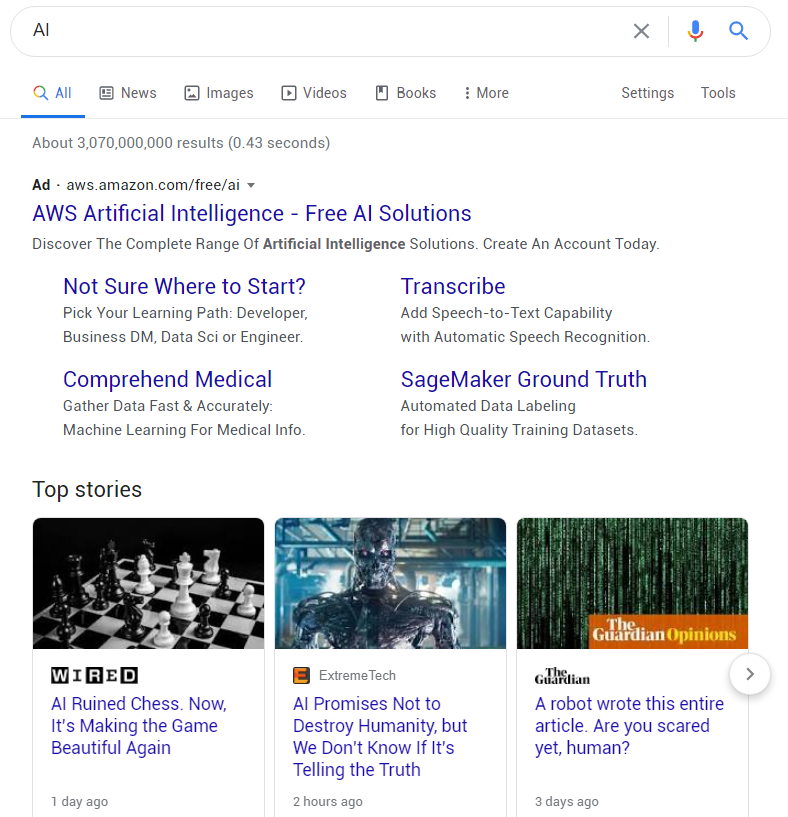 AI
All
News
Images
Videos
Books
More
Settings
Tools
About 3,070,000,000 results (0.43 seconds)
Ad · aws.amazon.com/free/ai
AWS Artificial Intelligence - Free AI Solutions
Discover The Complete Range Of Artificial Intelligence Solutions. Create An Account Today.
Not Sure Where to Start?
Pick Your Learning Path: Developer,
Business DM, Data Sci or Engineer.
Transcribe
Add Speech-to-Text Capability
with Automatic Speech Recognition.
Comprehend Medical
Gather Data Fast & Accurately:
Machine Learning For Medical Info.
SageMaker Ground Truth
Automated Data Labeling
for High Quality Training Datasets.
Top stories
WIRED
AI Ruined Chess. Now,
It's Making the Game
Beautiful Again
1 day ago
E ExtremeTech
AI Promises Not to
Destroy Humanity, but
We Don't Know If It's
Telling the Truth
2 hours ago
The
Guardian Opinions
The
Guardian
A robot wrote this entire
article. Are you scared
yet, human?
3 days ago